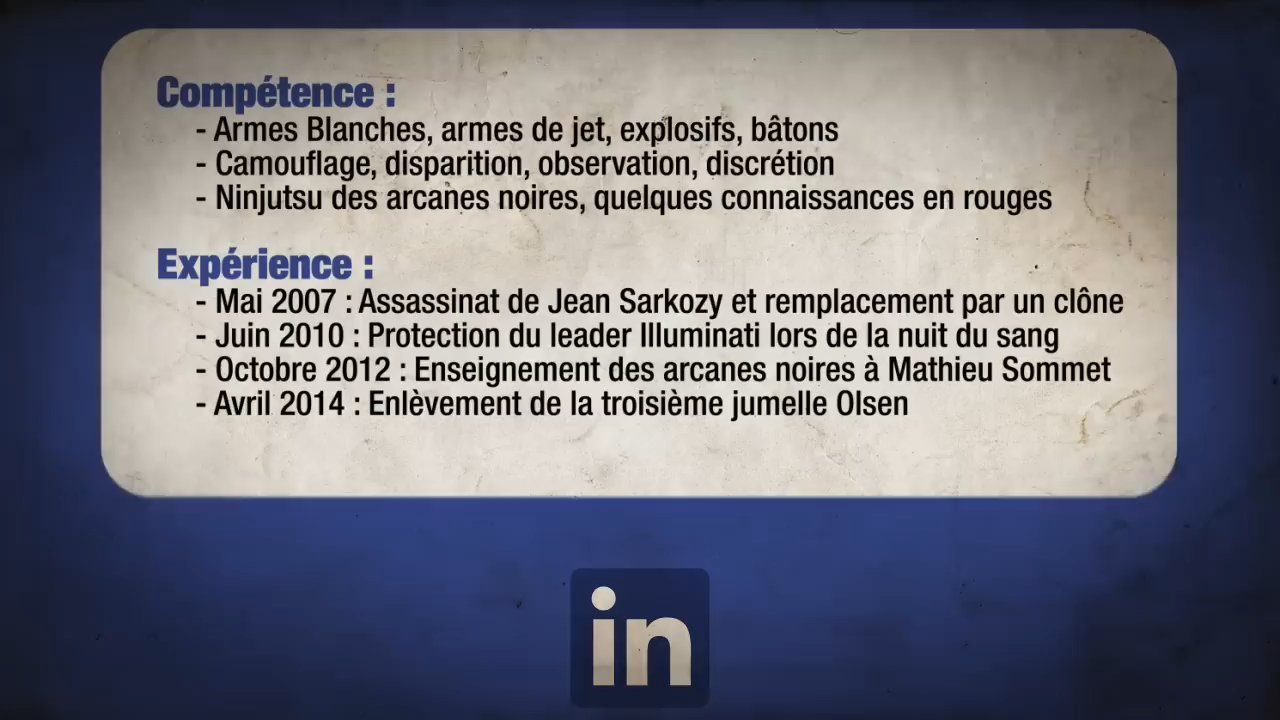 Compétence :
- Armes Blanches, armes de jet, explosifs, bâtons
- Camouflage, disparition, observation, discrétion
- Ninjutsu des arcanes noires, quelques connaissances en rouges
Expérience :
- Mai 2007 : Assassinat de Jean Sarkozy et remplacement par un clône
- Juin 2010 : Protection du leader Illuminati lors de la nuit du sang
- Octobre 2012 : Enseignement des arcanes noires à Mathieu Sommet
- Avril 2014 : Enlèvement de la troisième jumelle Olsen
in